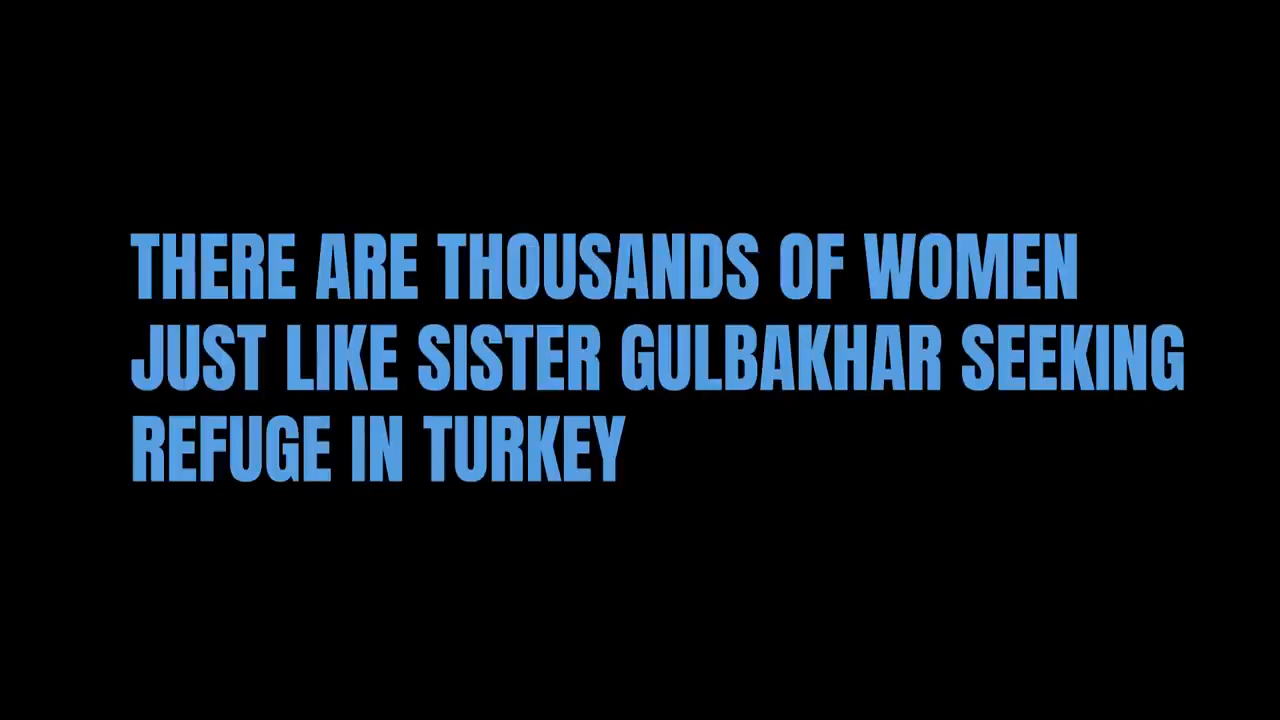 THERE ARE THOUSANDS OF WOMEN
JUST LIKE SISTER GULBAKHAR SEEKING
REFUGE IN TURKEY